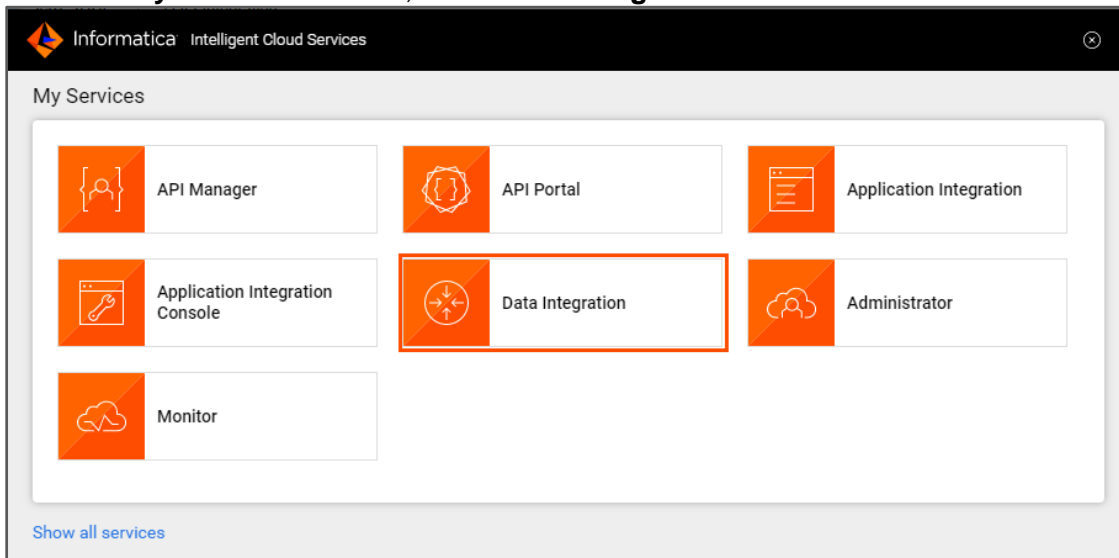 Informatica Intelligent Cloud Services
My Services
API Manager
API Portal
Application Integration
Application Integration
Console
Data Integration
Administrator
Monitor
Show all services